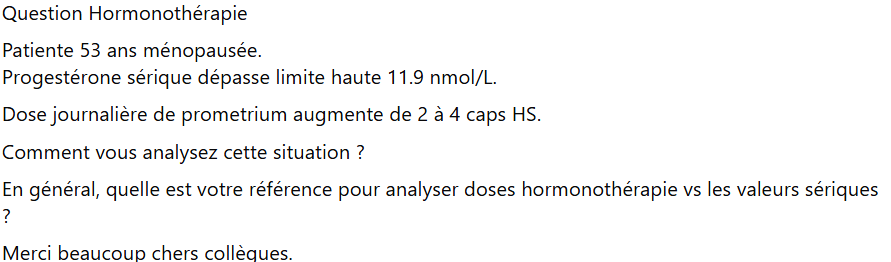 Question Hormonothérapie
Patiente 53 ans ménopausée.
Progestérone sérique dépasse limite haute 11.9 nmol/L.
Dose journalière de prometrium augmente de 2 à 4 caps HS.
Comment vous analysez cette situation ?
En général, quelle est votre référence pour analyser doses hormonothérapie vs les valeurs sériques
?
Merci beaucoup chers collègues.